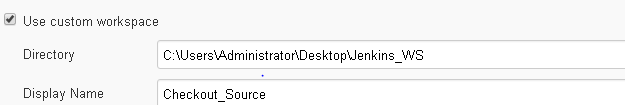 Use custom workspace
Directory C:\Users\Administrator\Desktop\Jenkins_WS
Display Name Checkout_Source